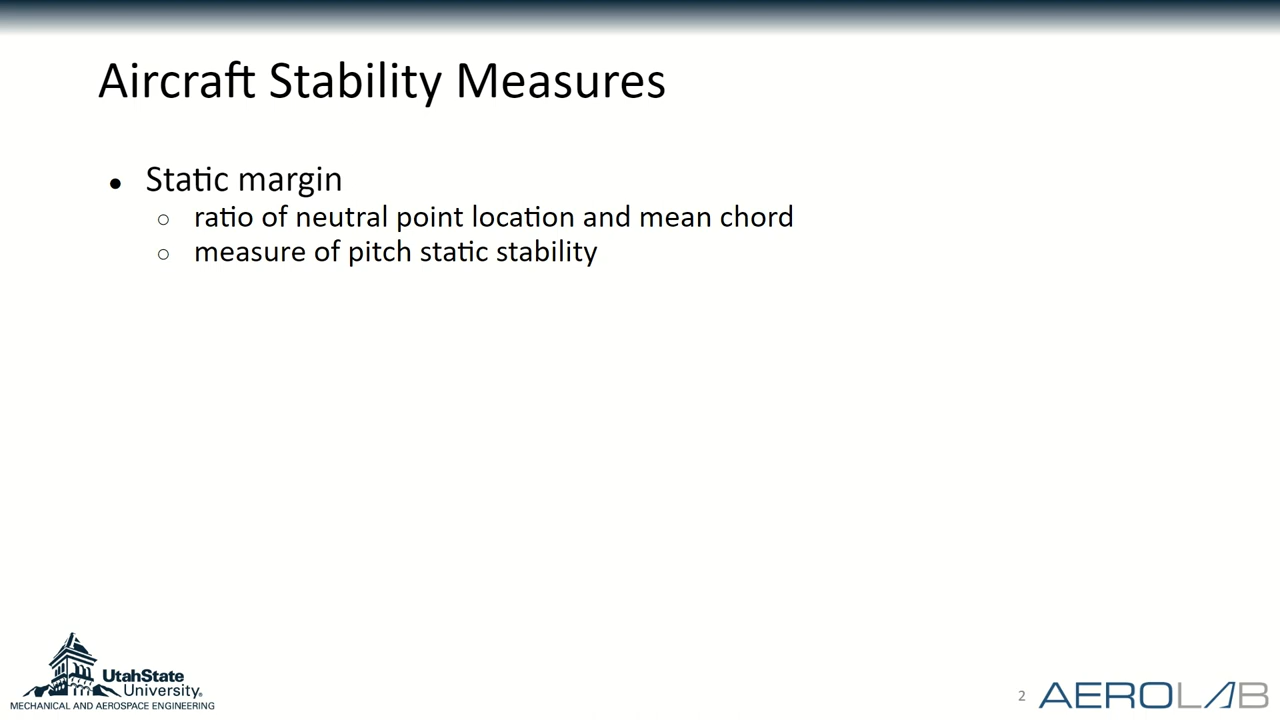 Aircraft Stability Measures
● Static margin
○ ratio of neutral point location and mean chord
○ measure of pitch static stability
UtahState
University®
MECHANICAL AND AEROSPACE ENGINEERING
2
AEROLAB